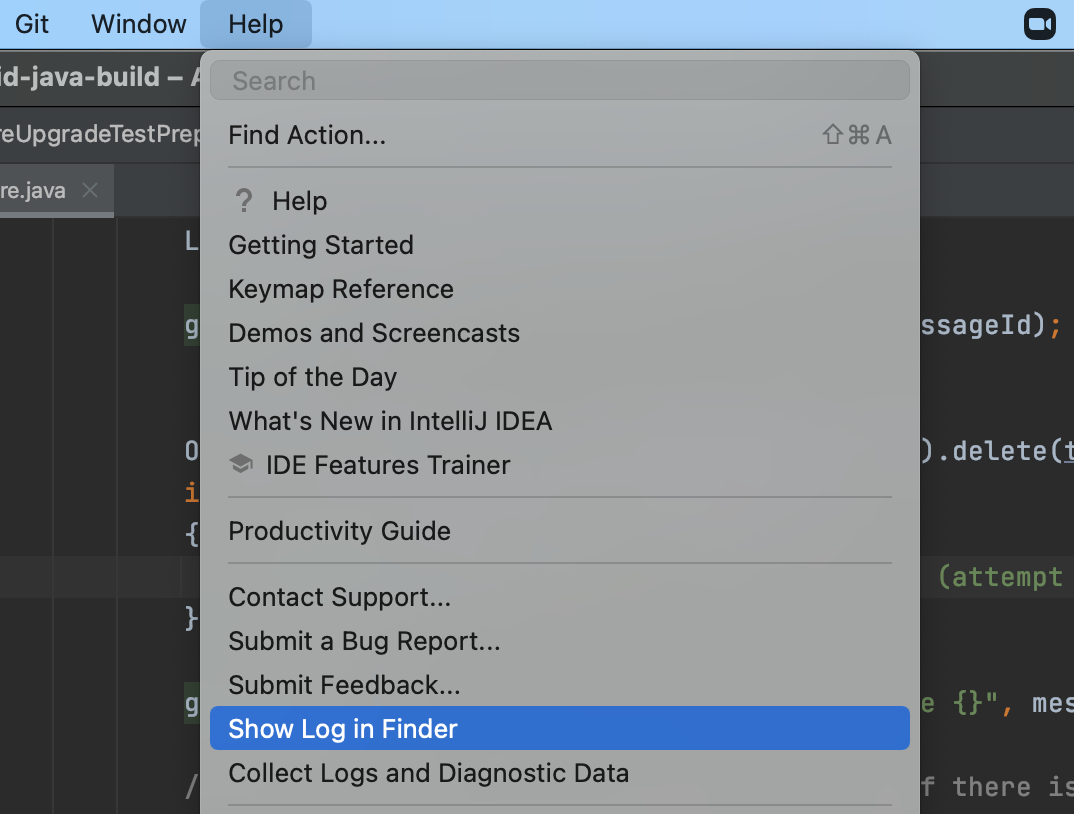 Git Window Help
id-java-build – A
Search
reUpgradeTestPrep
Find Action... ⇧⌘A
re.java
? Help
Getting Started
L
Keymap Reference
g ssageId);
Demos and Screencasts
Tip of the Day
What's New in IntelliJ IDEA
O ).delete(t
IDE Features Trainer
i
{
Productivity Guide
(attempt
Contact Support...
}
Submit a Bug Report...
Submit Feedback...
g e {}", mes
Show Log in Finder
Collect Logs and Diagnostic Data
/ f there is